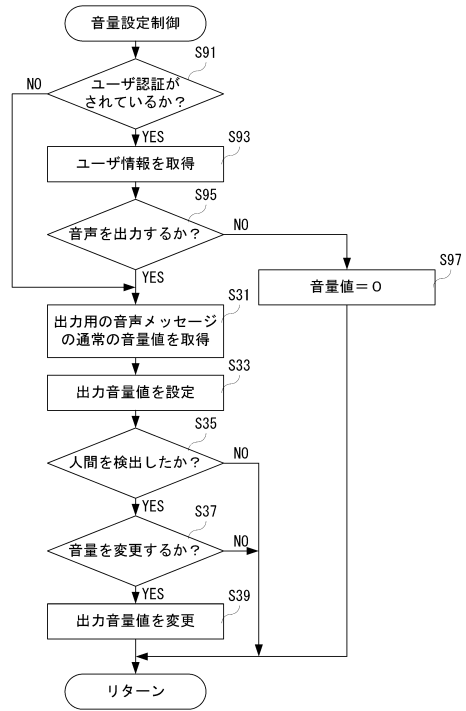 音量設定制御
S91
ユーザ認証が
されているか？
NO
YES
S93
ユーザ情報を取得
S95
音声を出力するか？
NO
YES
S97
音量値＝０
S31
出力用の音声メッセージ
の通常の音量値を取得
S33
出力音量値を設定
S35
人間を検出したか？
NO
YES
S37
音量を変更するか？
NO
YES
S39
出力音量値を変更
リターン